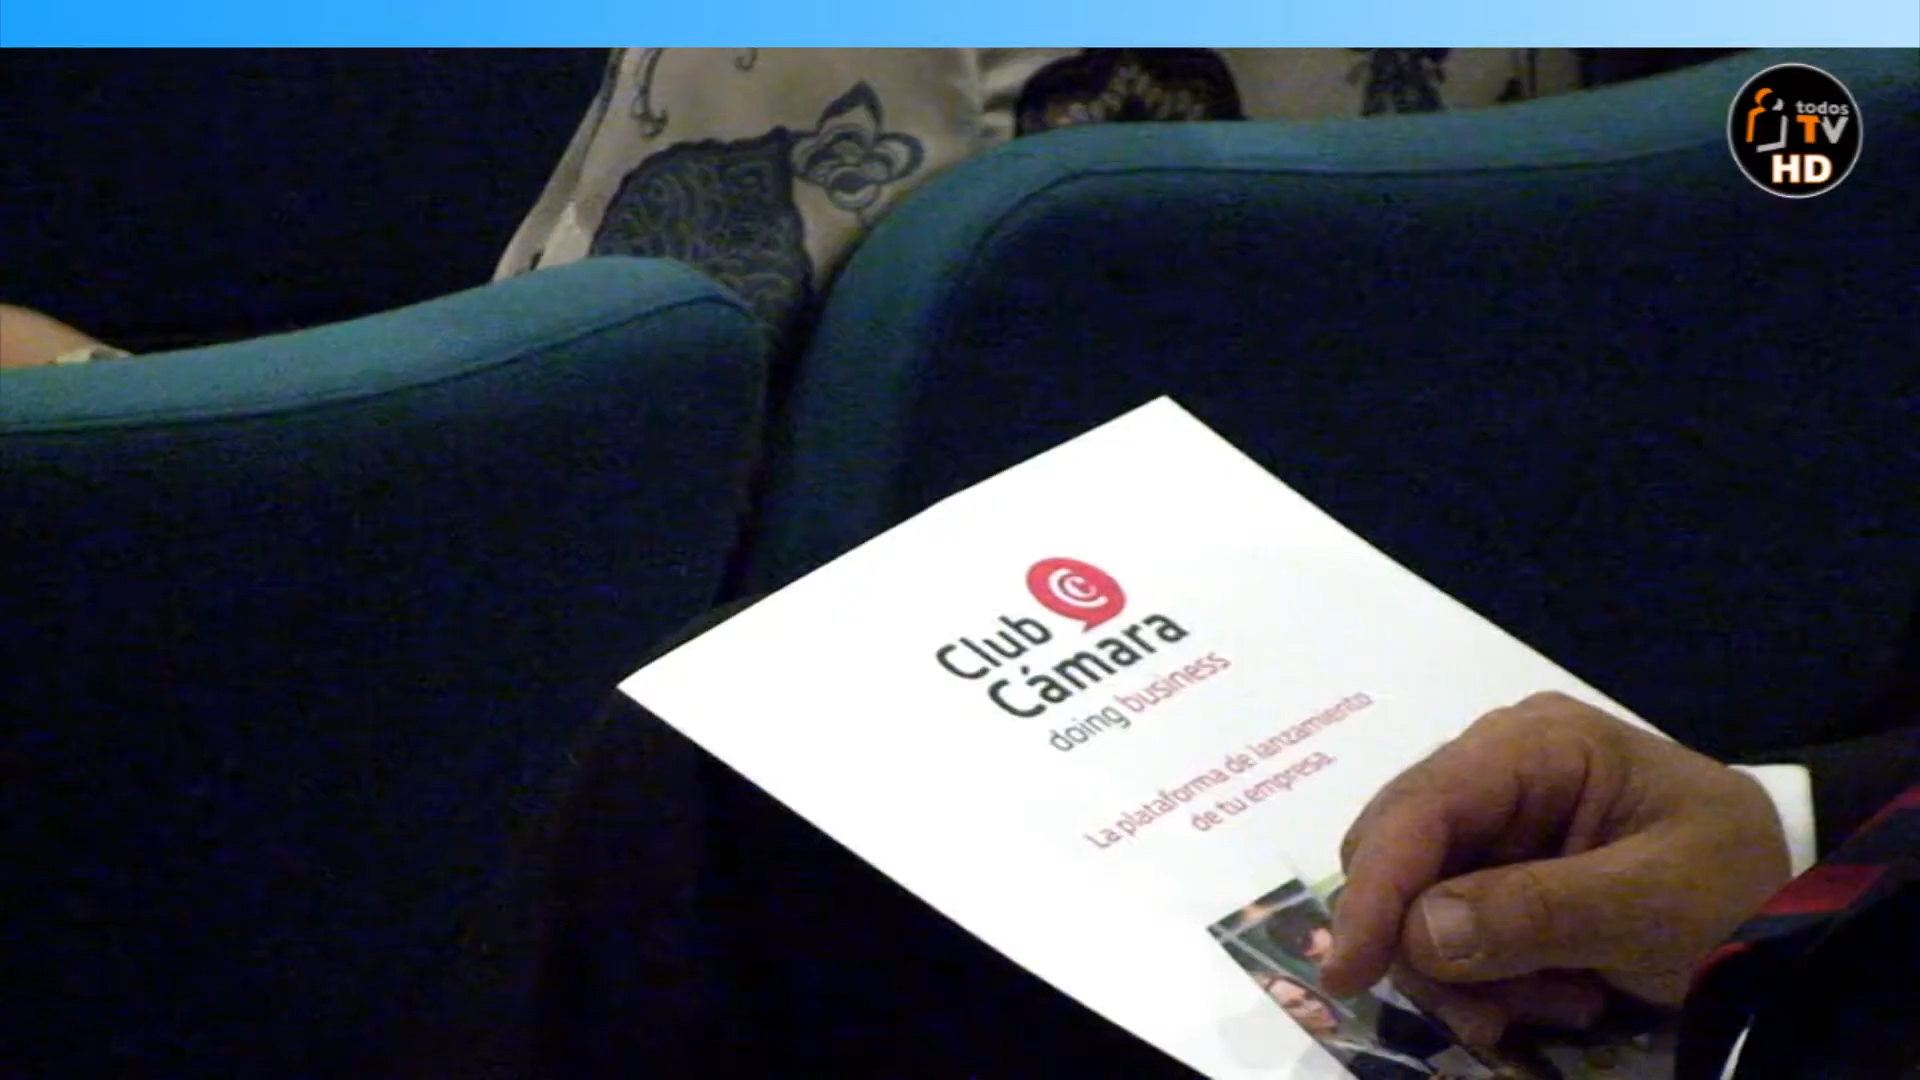 todos
TV
HD
Club
Cámara
doing business
La plataforma de lanzamiento
de tu empresa.